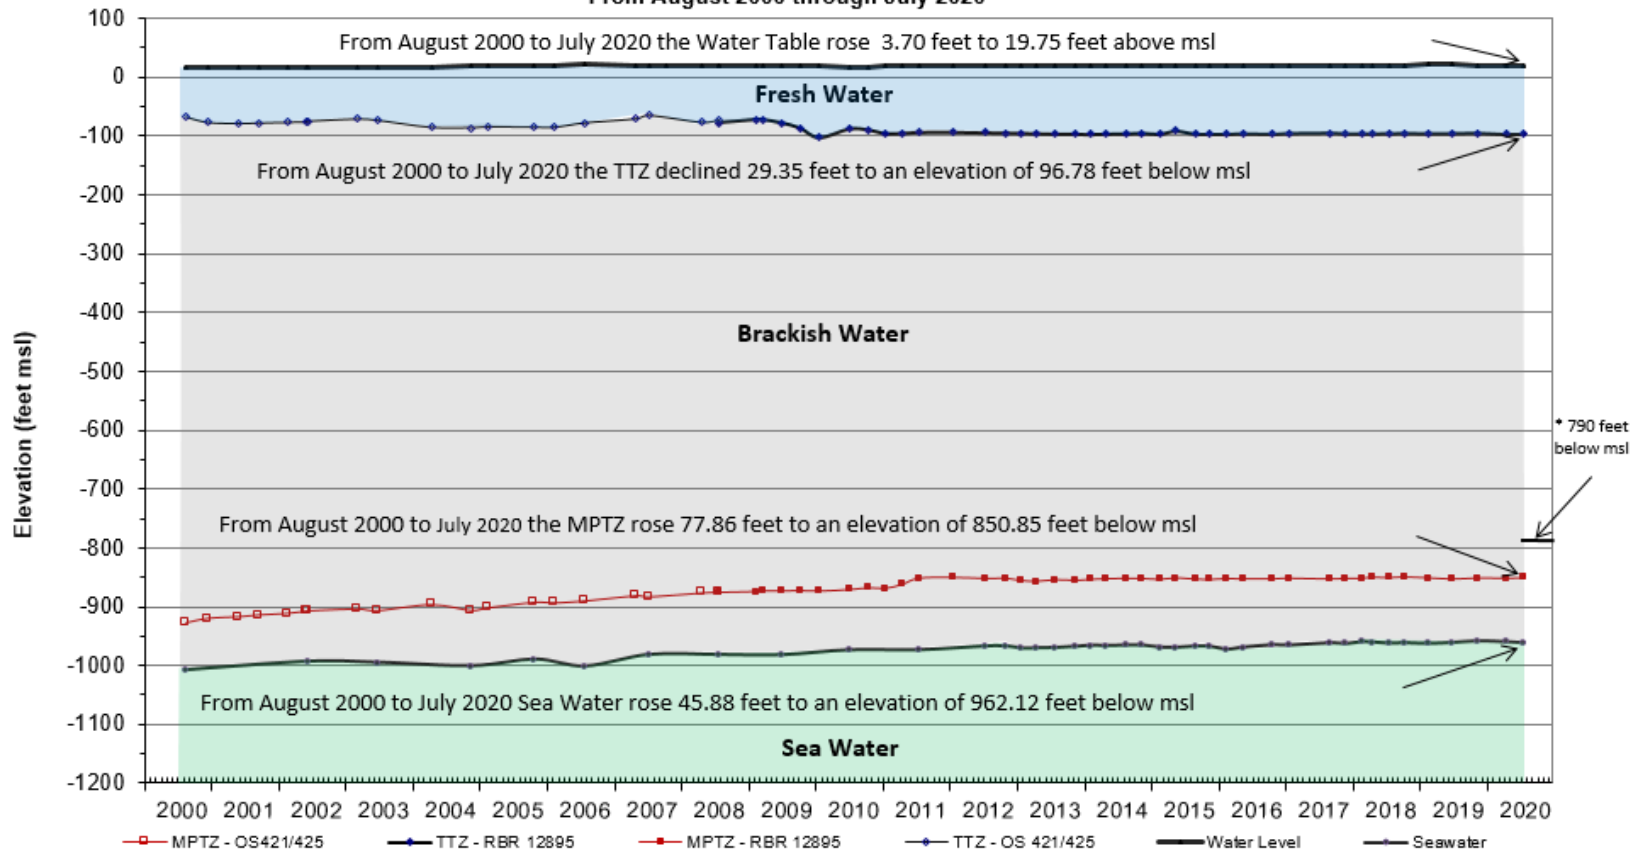 From August 2000 through July 2020
100
From August 2000 to July 2020 the Water Table rose 3.70 feet to 19.75 feet above msl
0
Fresh Water
-100
From August 2000 to July 2020 the TTZ declined 29.35 feet to an elevation of 96.78 feet below msl
-200
-300
Brackish Water
-400
-500
-600
* 790 feet
below msl
-700
From August 2000 to July 2020 the MPTZ rose 77.86 feet to an elevation of 850.85 feet below msl
-800
-900
-1000
From August 2000 to July 2020 Sea Water rose 45.88 feet to an elevation of 962.12 feet below msl
-1100
Sea Water
-1200
Elevation (feet msl)
2000 2001 2002 2003 2004 2005 2006 2007 2008 2009 2010 2011 2012 2013 2014 2015 2016 2017 2018 2019 2020
MPTZ - OS421/425 TTZ - RBR 12895 MPTZ - RBR 12895 TTZ - OS 421/425 Water Level Seawater